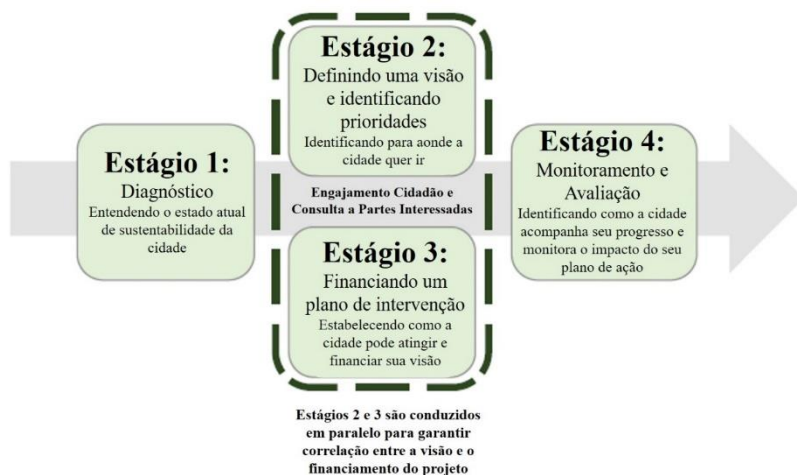 Estágio 1:
Diagnóstico
Entendendo o estado atual
de sustentabilidade da
cidade
Estágio 2:
Definindo uma visão
e identificando
prioridades
Identificando para aonde a
cidade quer ir
Engajamento Cidadão e
Consulta a Partes Interessadas
Estágio 3:
Financiando um
plano de intervenção
Estabelecendo como a
cidade pode atingir e
financiar sua visão
Estágios 2 e 3 são conduzidos
em paralelo para garantir
correlação entre a visão e o
financiamento do projeto
Estágio 4:
Monitoramento e
Avaliação
Identificando como a cidade
acompanha seu progresso e
monitora o impacto do seu
plano de ação